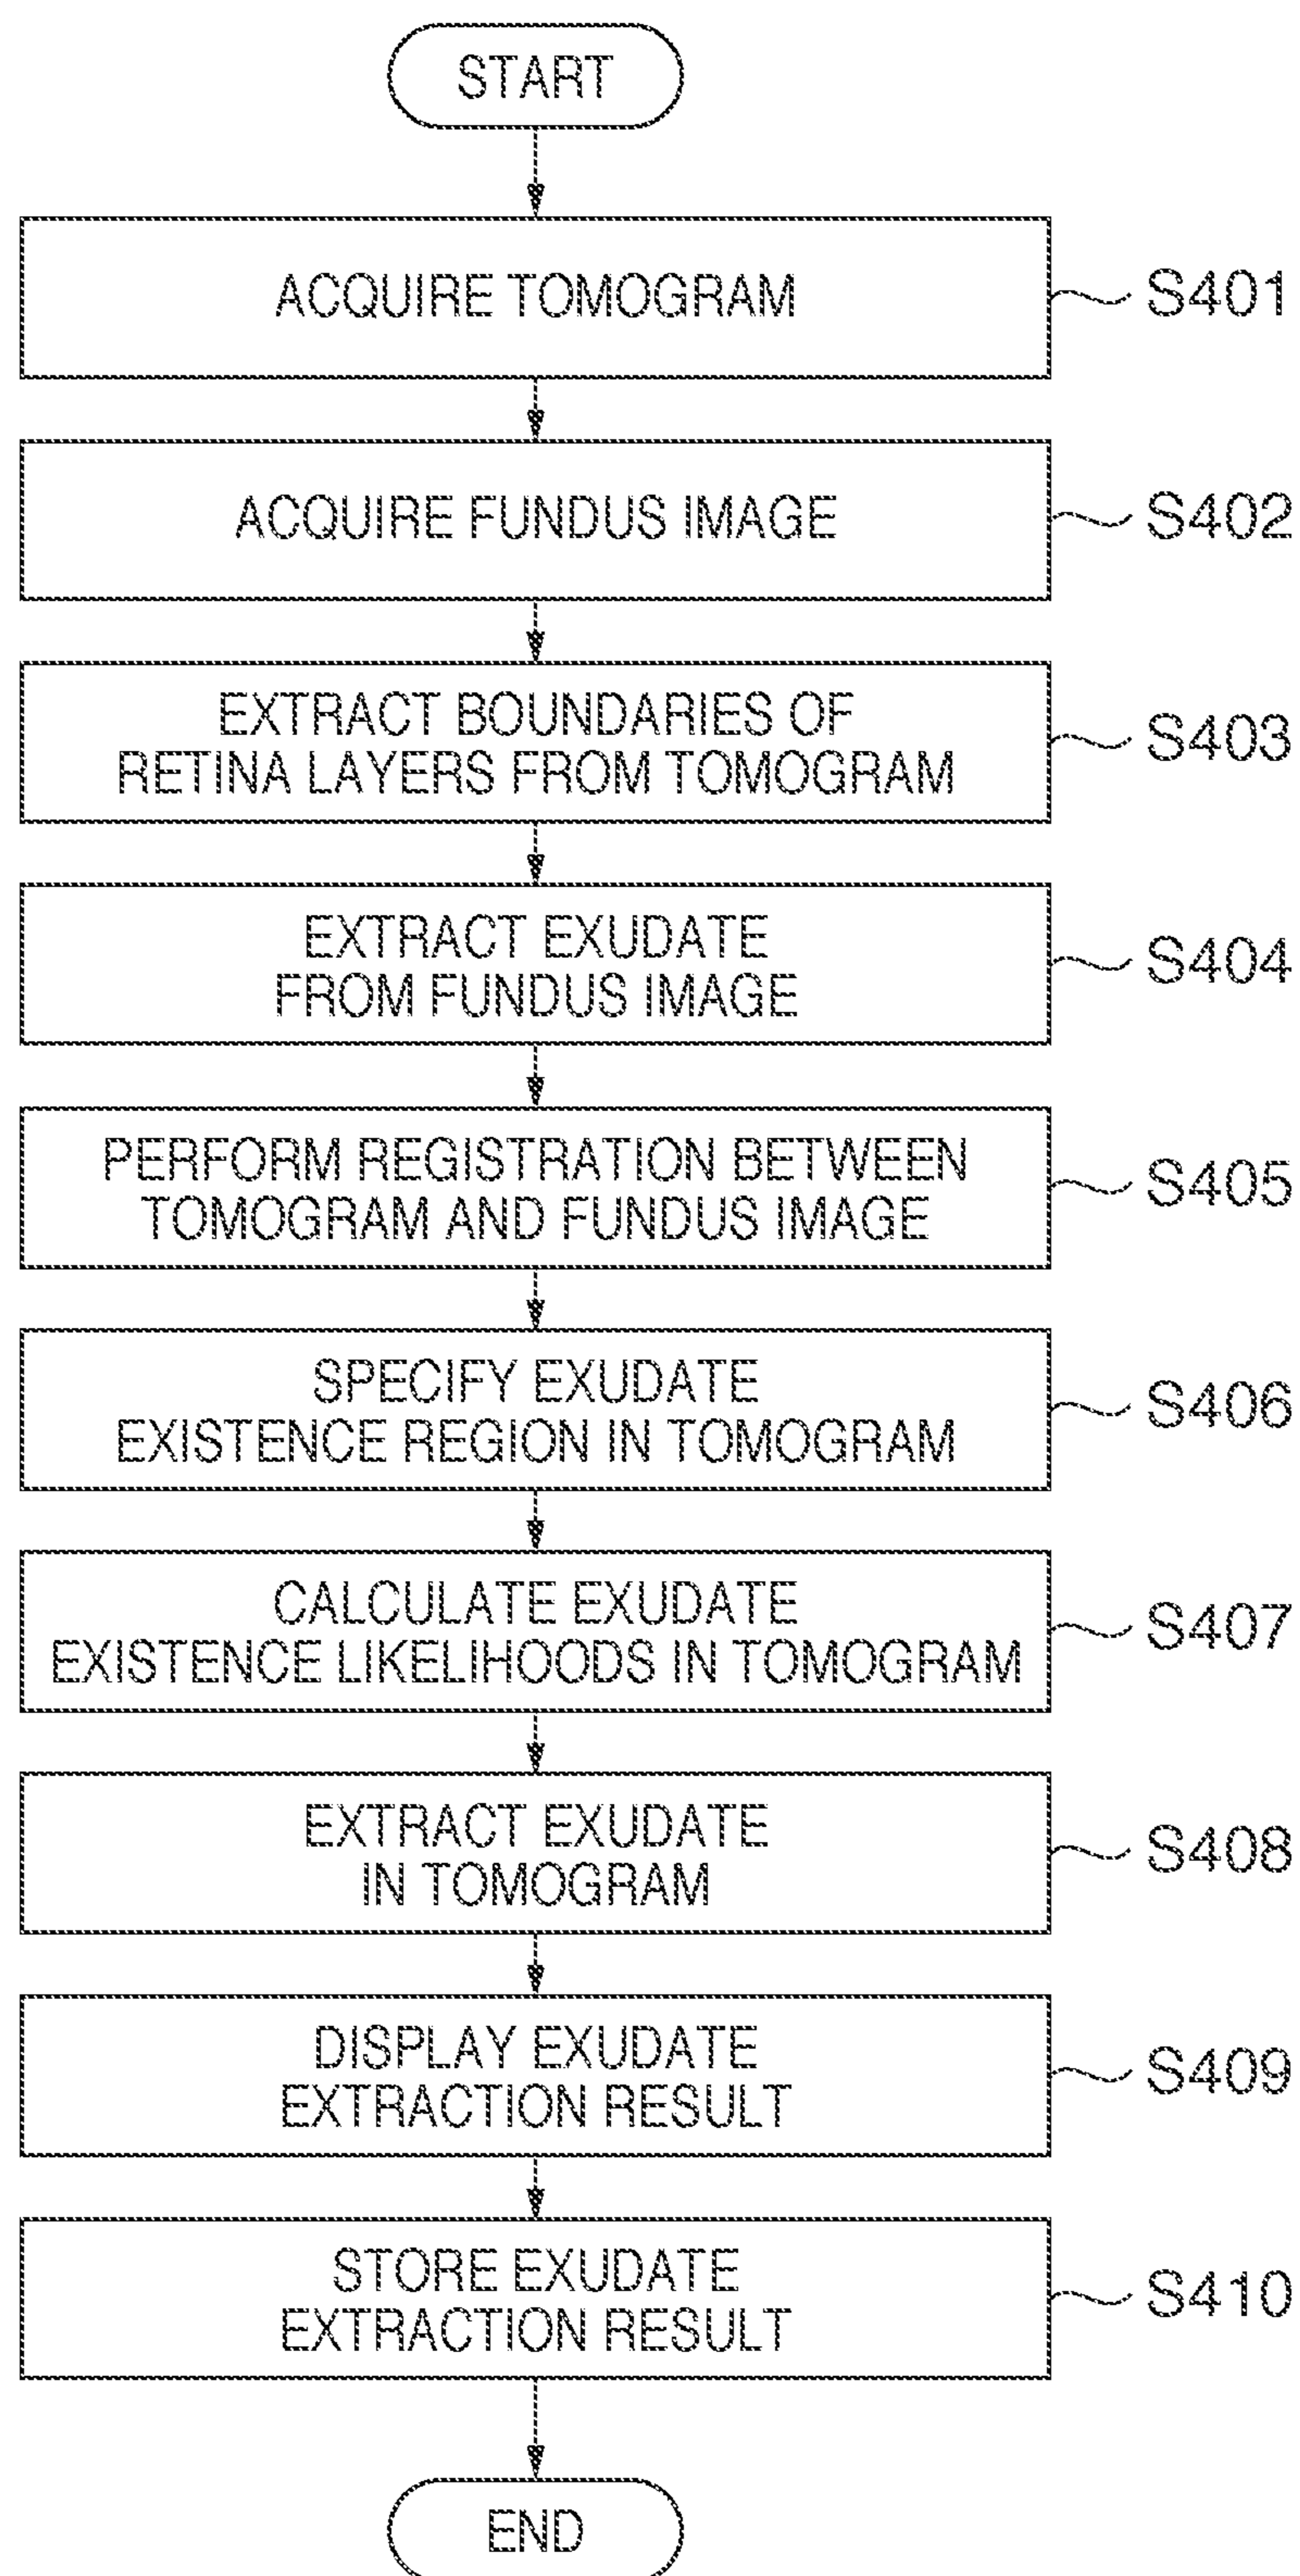 START
ACQUIRE TOMOGRAM
S401
ACQUIRE FUNDUS IMAGE
S402
EXTRACT BOUNDARIES OF
RETINA LAYERS FROM TOMOGRAM
S403
EXTRACT EXUDATE
FROM FUNDUS IMAGE
S404
PERFORM REGISTRATION BETWEEN
TOMOGRAM AND FUNDUS IMAGE
S405
SPECIFY EXUDATE
EXISTENCE REGION IN TOMOGRAM
S406
CALCULATE EXUDATE
EXISTENCE LIKELIHOODS IN TOMOGRAM
S407
EXTRACT EXUDATE
IN TOMOGRAM
S408
DISPLAY EXUDATE
EXTRACTION RESULT
S409
STORE EXUDATE
EXTRACTION RESULT
S410
END